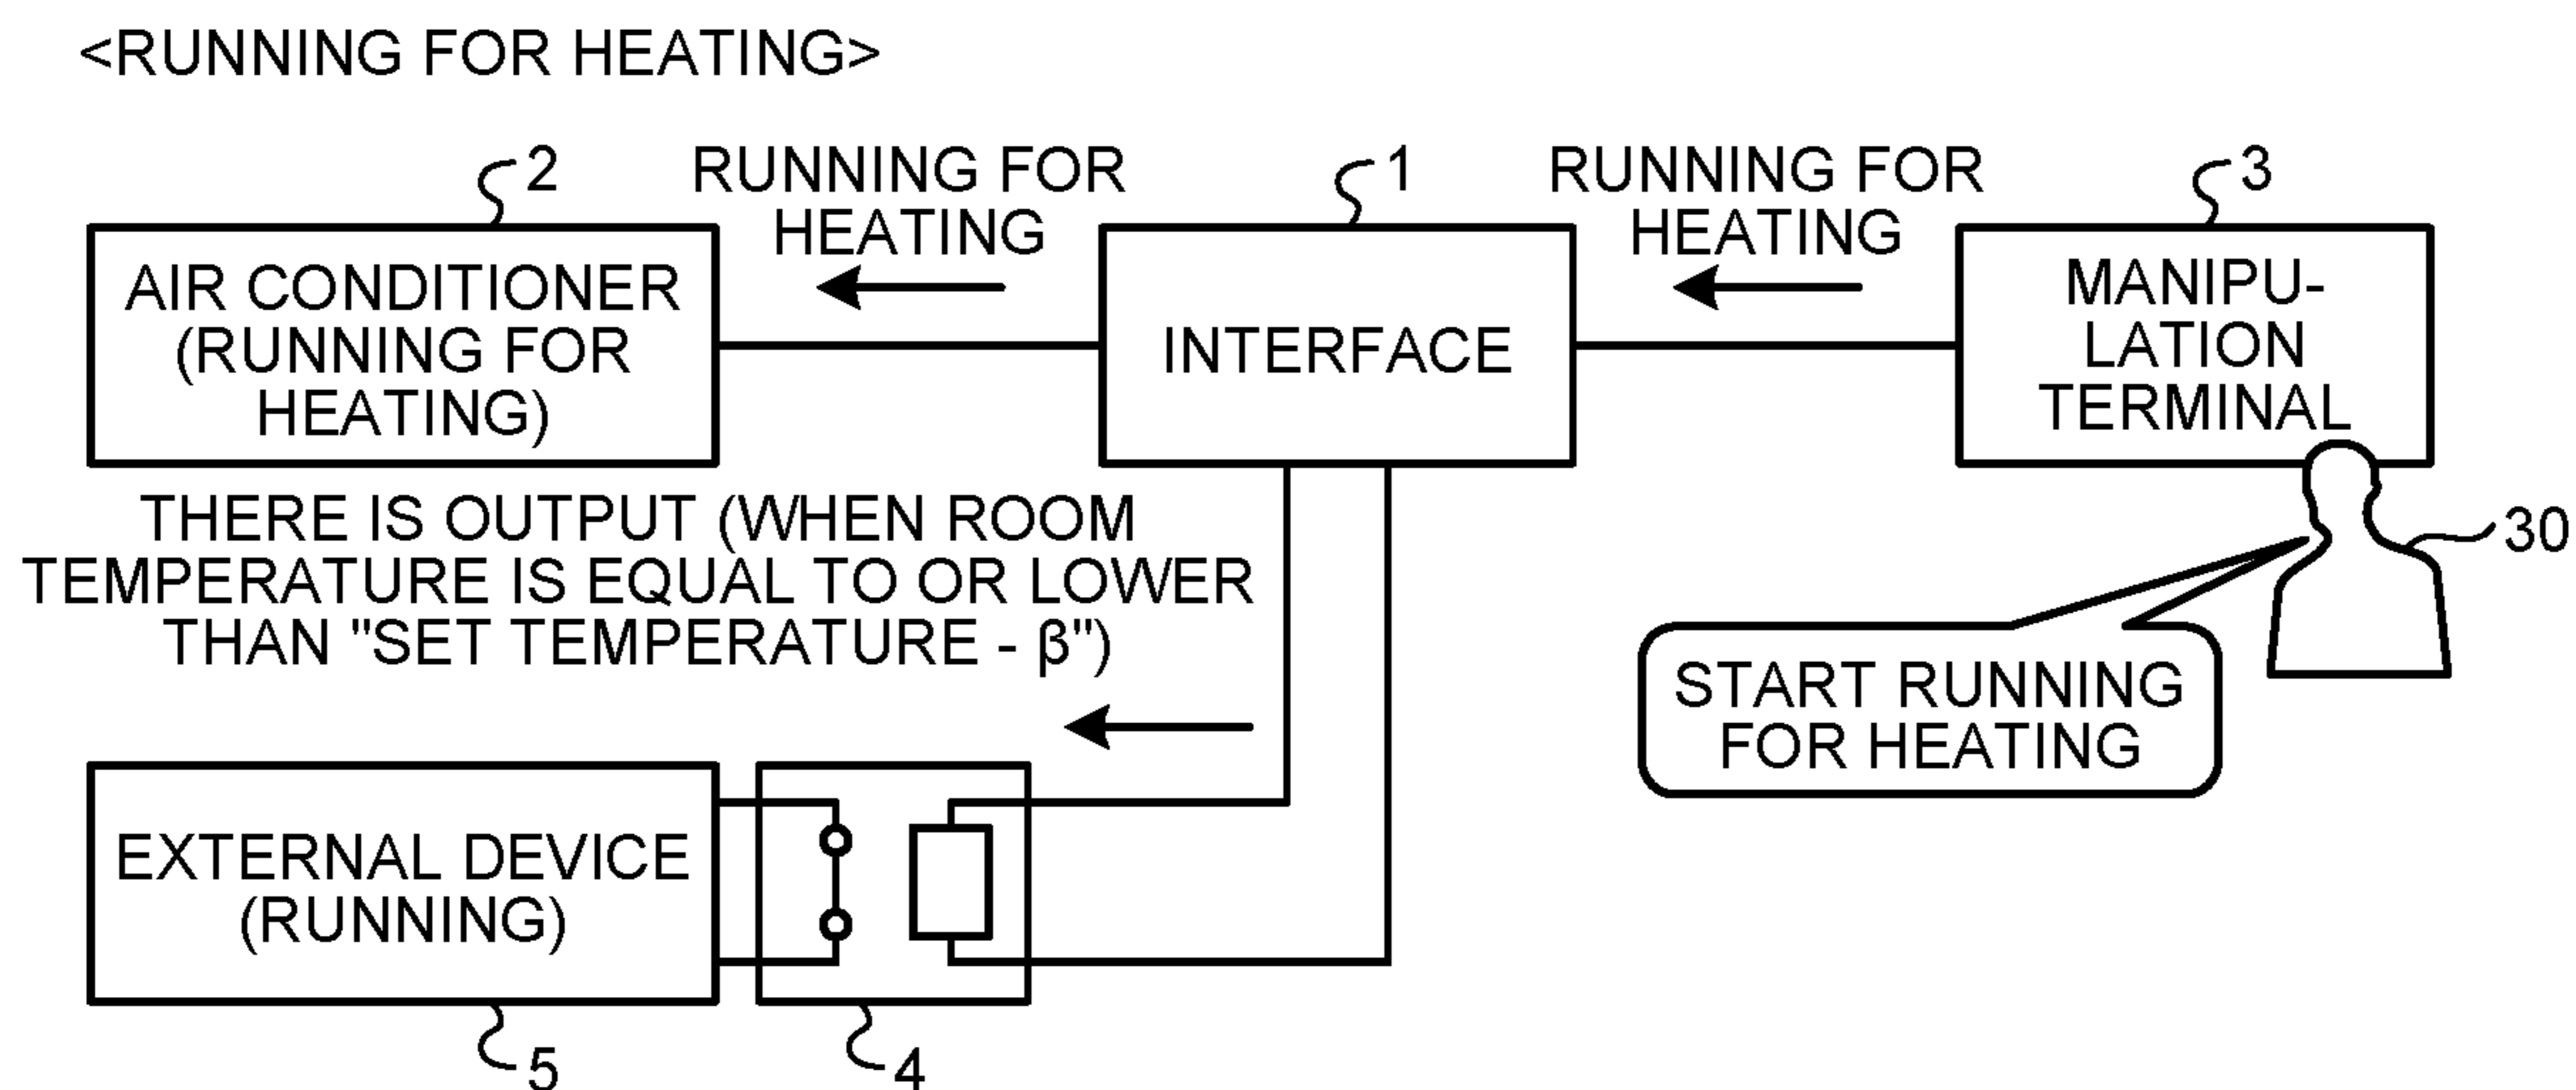 <RUNNING FOR HEATING>
2
RUNNING FOR
HEATING
1
RUNNING FOR
HEATING
3
AIR CONDITIONER
(RUNNING FOR
HEATING)
INTERFACE
MANIPU-
LATION
TERMINAL
THERE IS OUTPUT (WHEN ROOM
TEMPERATURE IS EQUAL TO OR LOWER
THAN "SET TEMPERATURE - β")
30
START RUNNING
FOR HEATING
EXTERNAL DEVICE
(RUNNING)
5
4